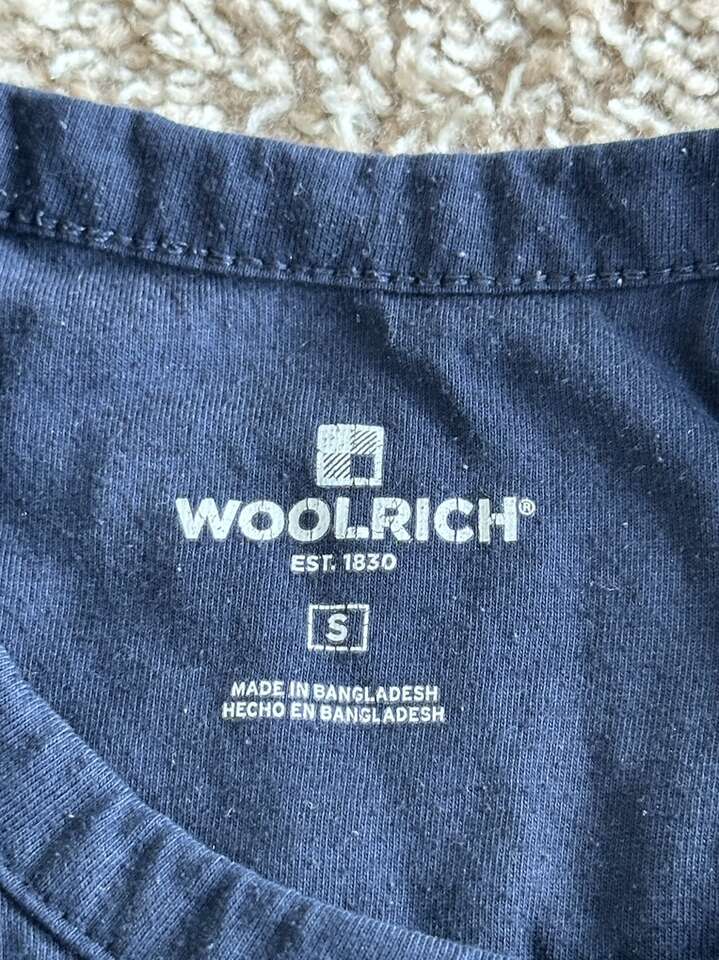 WOOLRICH®
EST. 1830
S
MADE IN BANGLADESH
HECHO EN BANGLADESH